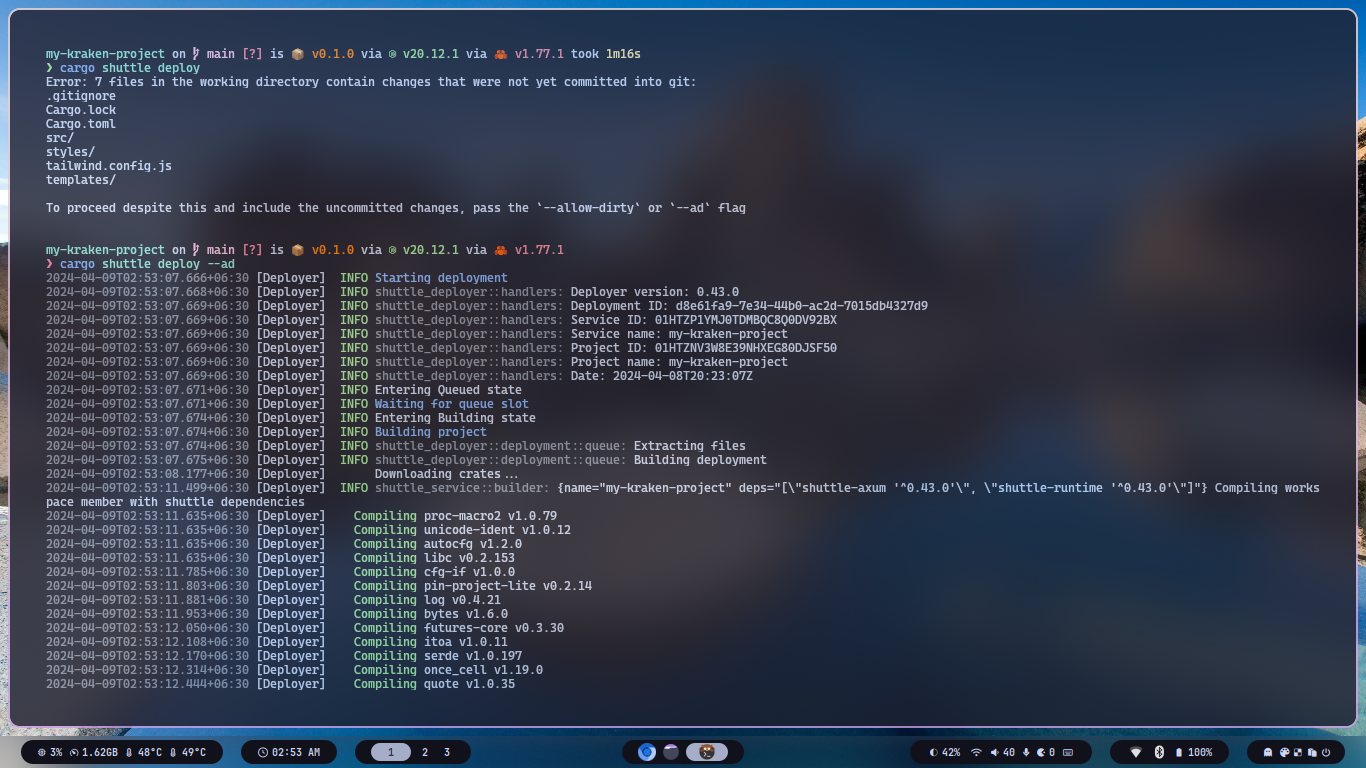 my-kraken-project on main [?] is 📦 v0.1.0 via v20.12.1 via 🦀 v1.77.1 took 1m16s
❯ cargo shuttle deploy
Error: 7 files in the working directory contain changes that were not yet committed into git:
.gitignore
Cargo.lock
Cargo.toml
src/
styles/
tailwind.config.js
templates/
To proceed despite this and include the uncommitted changes, pass the `--allow-dirty` or `--ad` flag
my-kraken-project on main [?] is 📦 v0.1.0 via v20.12.1 via 🦀 v1.77.1
❯ cargo shuttle deploy --ad
2024-04-09T02:53:07.666+06:30 [Deployer] INFO Starting deployment
2024-04-09T02:53:07.668+06:30 [Deployer] INFO shuttle_deployer::handlers: Deployer version: 0.43.0
2024-04-09T02:53:07.669+06:30 [Deployer] INFO shuttle_deployer::handlers: Deployment ID: d8e61fa9-7e34-44b0-ac2d-7015db4327d9
2024-04-09T02:53:07.669+06:30 [Deployer] INFO shuttle_deployer::handlers: Service ID: 01HTZP1YMJ0TDMBQC8Q0DV92BX
2024-04-09T02:53:07.669+06:30 [Deployer] INFO shuttle_deployer::handlers: Service name: my-kraken-project
2024-04-09T02:53:07.669+06:30 [Deployer] INFO shuttle_deployer::handlers: Project ID: 01HTZNV3W8E39NHXEG80DJSF50
2024-04-09T02:53:07.669+06:30 [Deployer] INFO shuttle_deployer::handlers: Project name: my-kraken-project
2024-04-09T02:53:07.669+06:30 [Deployer] INFO shuttle_deployer::handlers: Date: 2024-04-08T20:23:07Z
2024-04-09T02:53:07.671+06:30 [Deployer] INFO Entering Queued state
2024-04-09T02:53:07.671+06:30 [Deployer] INFO Waiting for queue slot
2024-04-09T02:53:07.674+06:30 [Deployer] INFO Entering Building state
2024-04-09T02:53:07.674+06:30 [Deployer] INFO Building project
2024-04-09T02:53:07.674+06:30 [Deployer] INFO shuttle_deployer::deployment::queue: Extracting files
2024-04-09T02:53:07.675+06:30 [Deployer] INFO shuttle_deployer::deployment::queue: Building deployment
2024-04-09T02:53:08.177+06:30 [Deployer] Downloading crates...
2024-04-09T02:53:11.499+06:30 [Deployer] INFO shuttle_service::builder: {name="my-kraken-project" deps="[\"shuttle-axum '^0.43.0'\", \"shuttle-runtime '^0.43.0'\"]"} Compiling works
pace member with shuttle dependencies
2024-04-09T02:53:11.635+06:30 [Deployer] Compiling proc-macro2 v1.0.79
2024-04-09T02:53:11.635+06:30 [Deployer] Compiling unicode-ident v1.0.12
2024-04-09T02:53:11.635+06:30 [Deployer] Compiling autocfg v1.2.0
2024-04-09T02:53:11.635+06:30 [Deployer] Compiling libc v0.2.153
2024-04-09T02:53:11.785+06:30 [Deployer] Compiling cfg-if v1.0.0
2024-04-09T02:53:11.803+06:30 [Deployer] Compiling pin-project-lite v0.2.14
2024-04-09T02:53:11.881+06:30 [Deployer] Compiling log v0.4.21
2024-04-09T02:53:11.953+06:30 [Deployer] Compiling bytes v1.6.0
2024-04-09T02:53:12.050+06:30 [Deployer] Compiling futures-core v0.3.30
2024-04-09T02:53:12.108+06:30 [Deployer] Compiling itoa v1.0.11
2024-04-09T02:53:12.170+06:30 [Deployer] Compiling serde v1.0.197
2024-04-09T02:53:12.314+06:30 [Deployer] Compiling once_cell v1.19.0
2024-04-09T02:53:12.444+06:30 [Deployer] Compiling quote v1.0.35
3% 1.62GB 48°C 49°C 02:53 AM 1 2 3 42% 40 0 100%